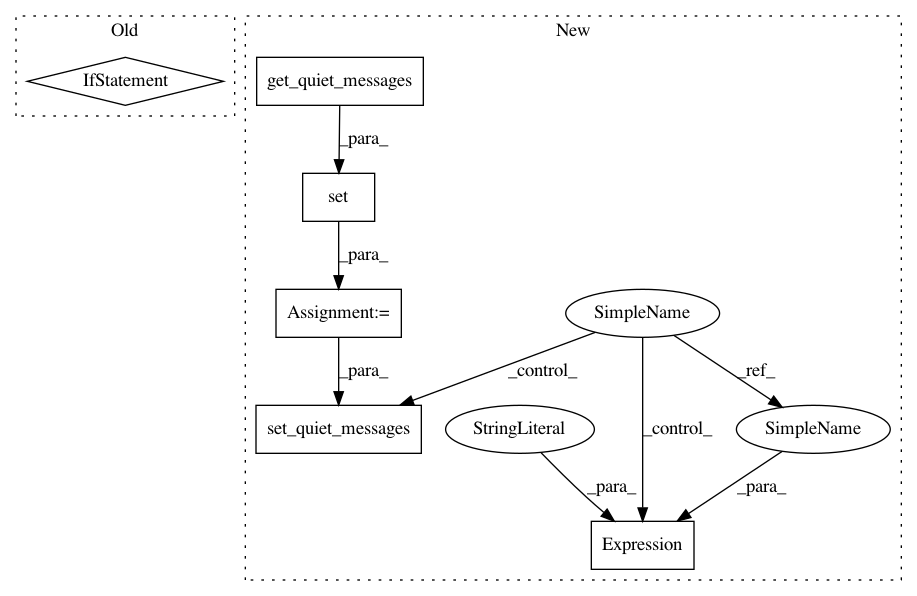 Old
New
IfStatement
get_quiet_messages
_para_
set
_para_
Assignment:=
SimpleName
_para_
_control_
_ref_
set_quiet_messages
StringLiteral
_control_
SimpleName
_para_
_para_
Expression